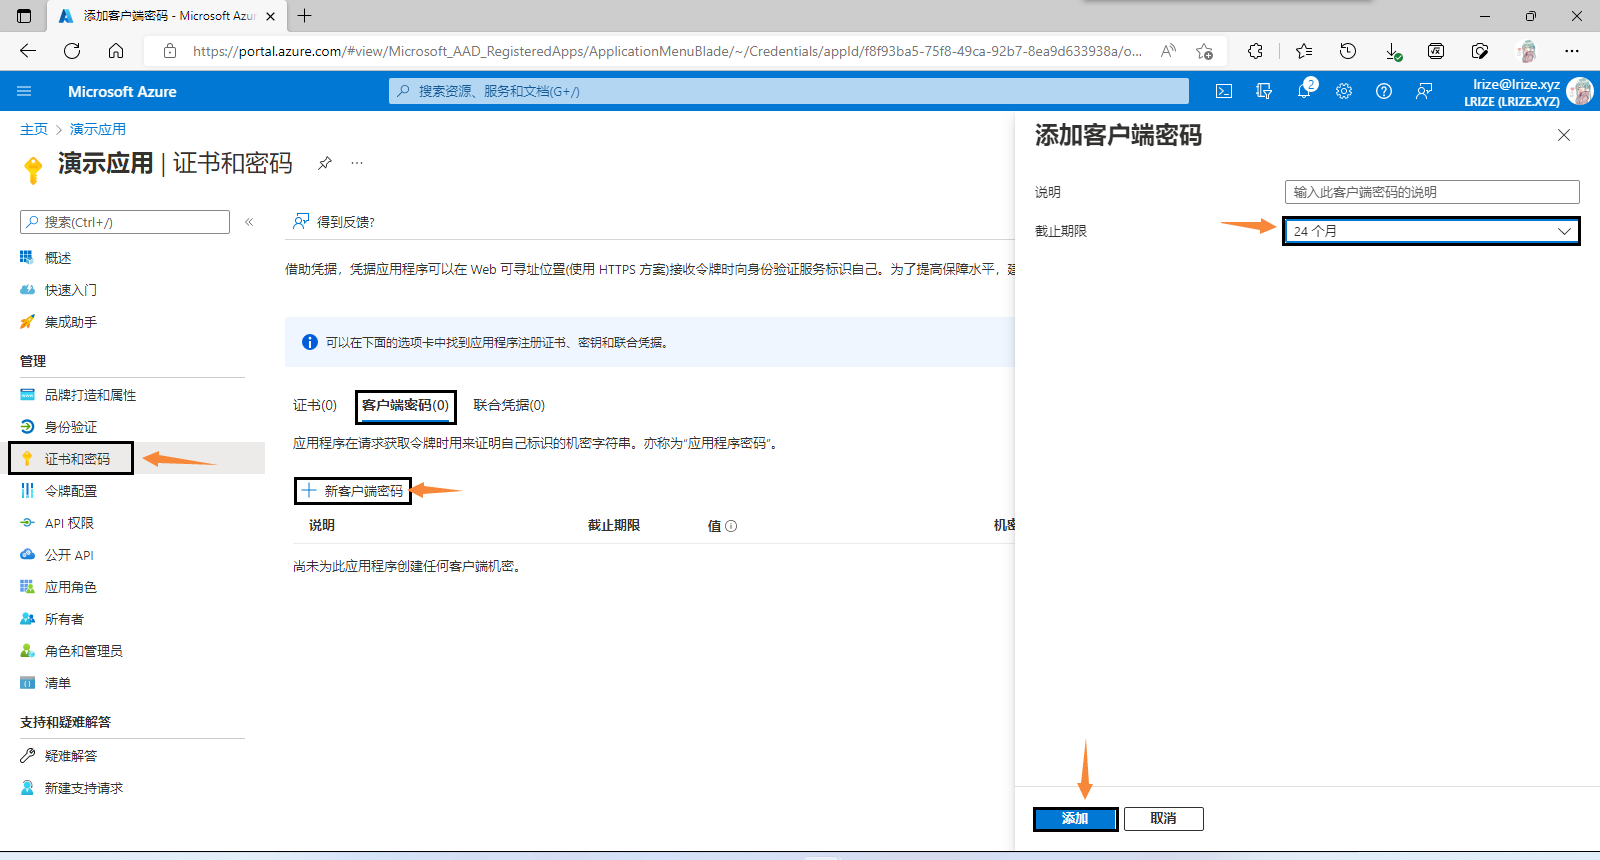 添加客户端密码 - Microsoft Azur
https://portal.azure.com/#view/Microsoft_AAD_RegisteredApps/ApplicationMenuBlade/~/Credentials/appId/f8f93ba5-75f8-49ca-92b7-8ea9d633938a/o...
Microsoft Azure
搜索资源、服务和文档(G+/)
2
lrize@lrize.xyz
LRIZE (LRIZE.XYZ)
主页 > 演示应用
演示应用 | 证书和密码
搜索(Ctrl+/)
概述
快速入门
集成助手
管理
品牌打造和属性
身份验证
证书和密码
令牌配置
API 权限
公开 API
应用角色
所有者
角色和管理员
清单
支持和疑难解答
疑难解答
新建支持请求
得到反馈?
借助凭据，凭据应用程序可以在 Web 可寻址位置(使用 HTTPS 方案)接收令牌时向身份验证服务标识自己。为了提高保障水平，建
可以在下面的选项卡中找到应用程序注册证书、密钥和联合凭据。
证书(0) 客户端密码(0) 联合凭据(0)
应用程序在请求获取令牌时用来证明自己标识的机密字符串。亦称为“应用程序密码”。
新客户端密码
说明 截止期限 值 机密
尚未为此应用程序创建任何客户端机密。
添加客户端密码
说明 输入此客户端密码的说明
截止期限 24 个月
添加 取消